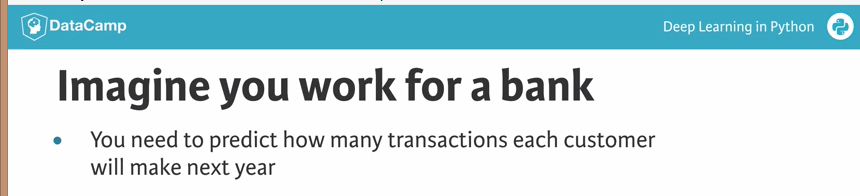 DataCamp
Deep Learning in Python
Imagine you work for a bank
• You need to predict how many transactions each customer
will make next year